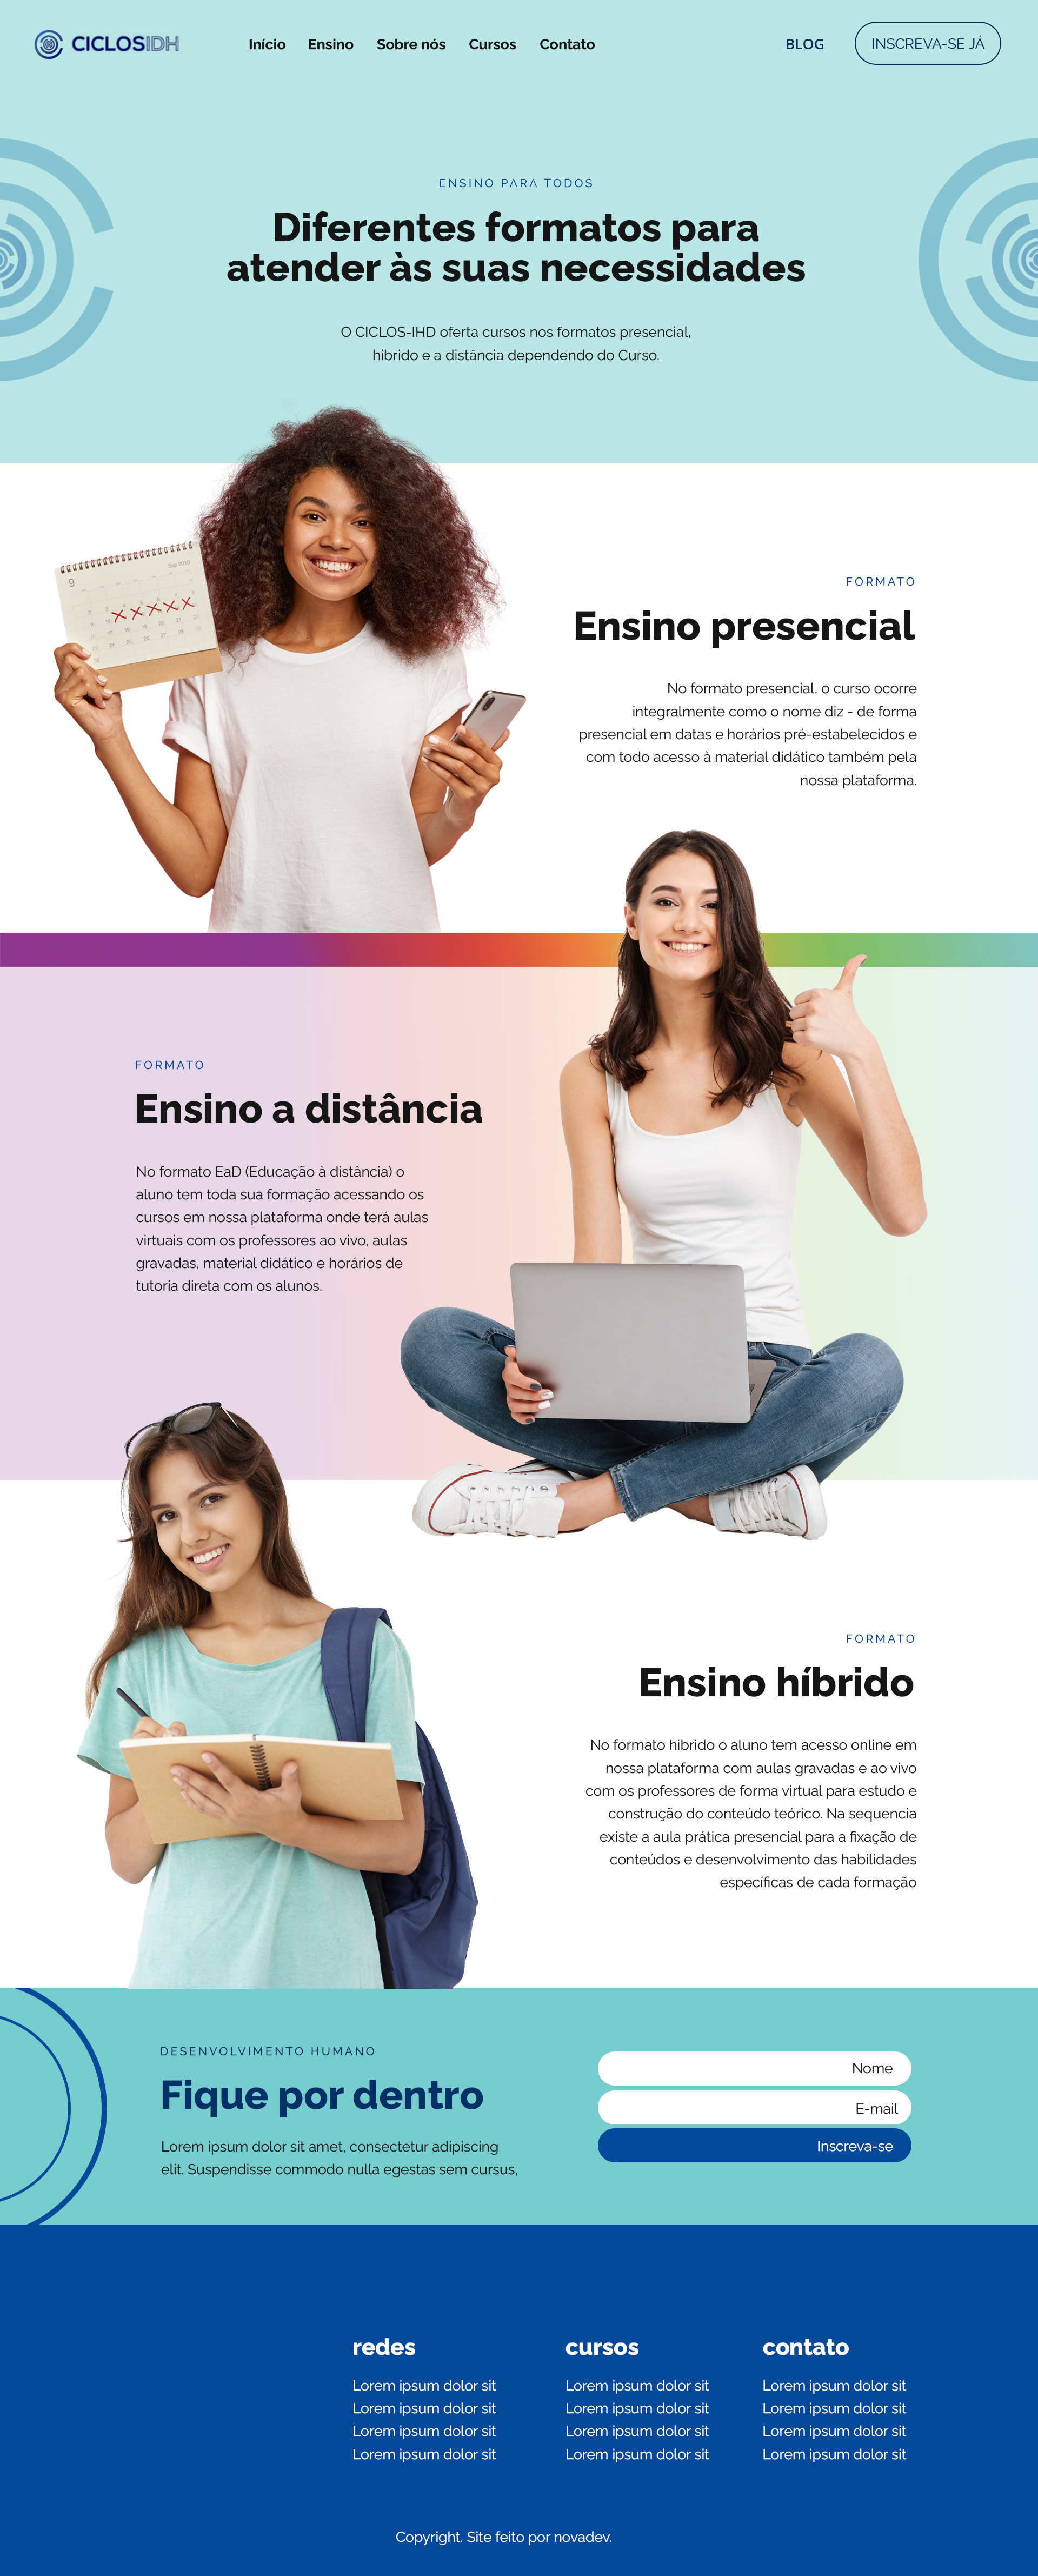 CICLOSIDH
Início Ensino Sobre nós Cursos Contato BLOG INSCREVA-SE JÁ
ENSINO PARA TODOS
Diferentes formatos para
atender às suas necessidades
O CICLOS-IHD oferta cursos nos formatos presencial,
hibrido e a distância dependendo do Curso.
Sep 2018
9
FORMATO
Ensino presencial
No formato presencial, o curso ocorre
integralmente como o nome diz - de forma
presencial em datas e horários pré-estabelecidos e
com todo acesso à material didático também pela
nossa plataforma.
FORMATO
Ensino a distância
No formato EaD (Educação à distância) o
aluno tem toda sua formação acessando os
cursos em nossa plataforma onde terá aulas
virtuais com os professores ao vivo, aulas
gravadas, material didático e horários de
tutoria direta com os alunos.
FORMATO
Ensino híbrido
No formato hibrido o aluno tem acesso online em
nossa plataforma com aulas gravadas e ao vivo
com os professores de forma virtual para estudo e
construção do conteúdo teórico. Na sequencia
existe a aula prática presencial para a fixação de
conteúdos e desenvolvimento das habilidades
específicas de cada formação
DESENVOLVIMENTO HUMANO
Fique por dentro
Lorem ipsum dolor sit amet, consectetur adipiscing
elit. Suspendisse commodo nulla egestas sem cursus,
Nome
E-mail
Inscreva-se
redes
Lorem ipsum dolor sit
Lorem ipsum dolor sit
Lorem ipsum dolor sit
Lorem ipsum dolor sit
cursos
Lorem ipsum dolor sit
Lorem ipsum dolor sit
Lorem ipsum dolor sit
Lorem ipsum dolor sit
contato
Lorem ipsum dolor sit
Lorem ipsum dolor sit
Lorem ipsum dolor sit
Lorem ipsum dolor sit
Copyright. Site feito por novadev.